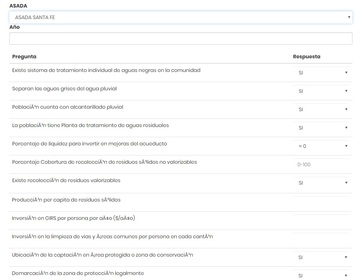 ASADA
ASADA SANTA FE
Año
Pregunta Respuesta
Existe sistema de tratamiento individual de aguas negras en la comunidad SI
Separan las aguas grises del agua pluvial SI
PoblaciÃ³n cuenta con alcantarillado pluvial SI
La poblaciÃ³n tiene Planta de tratamiento de aguas residuales SI
Porcentaje de liquidez para invertir en mejoras del acueducto = 0
Porcentaje Cobertura de recolecciÃ³n de residuos sÃ³lidos no valorizables 0-100
Existe recolecciÃ³n de residuos valorizables SI
ProducciÃ³n per capita de residuos sÃ³lidos
InversiÃ³n en GIRS por persona por aÃ±o ($/aÃ±o)
InversiÃ³n en la limpieza de vias y Ã¡reas comunes por persona en cada cantÃ³n
UbicaciÃ³n de la captaciÃ³n en Ã¡rea protegida o zona de conservaciÃ³n SI
DemarcaciÃ³n de la zona de protecciÃ³n legalmente SI